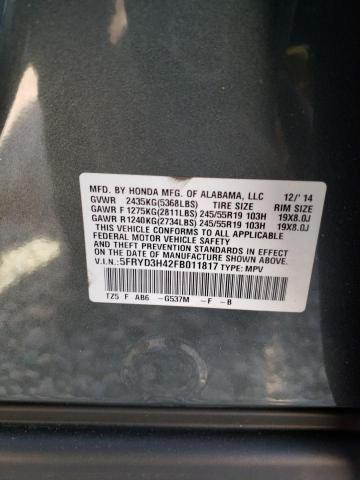 MFD. BY HONDA MFG. OF ALABAMA, LLC 12/' 14
GVWR 2435KG(5368LBS) TIRE SIZE RIM SIZE
GAWR F 1275KG(2811LBS) 245/55R19 103H 19X8.0J
GAWR R1240KG(2734LBS) 245/55R19 103H 19X8.0J
THIS VEHICLE CONFORMS TO ALL APPLICABLE
FEDERAL MOTOR VEHICLE SAFETY AND
THEFT PREVENTION STANDARDS IN EFFECT
ON THE DATE OF MANUFACTURE SHOWN ABOVE.
V.I.N.: 5FRYD3H42FB011817 TYPE: MPV
TZ5 F AB6 -G537M -F -B